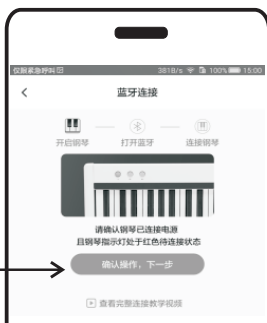 仅限紧急呼叫 381B/s 100% 15:00
蓝牙连接
开启钢琴 打开蓝牙 连接钢琴
请确认钢琴已连接电源
且钢琴指示灯处于红色待连接状态
确认操作，下一步
查看完整连接教学视频